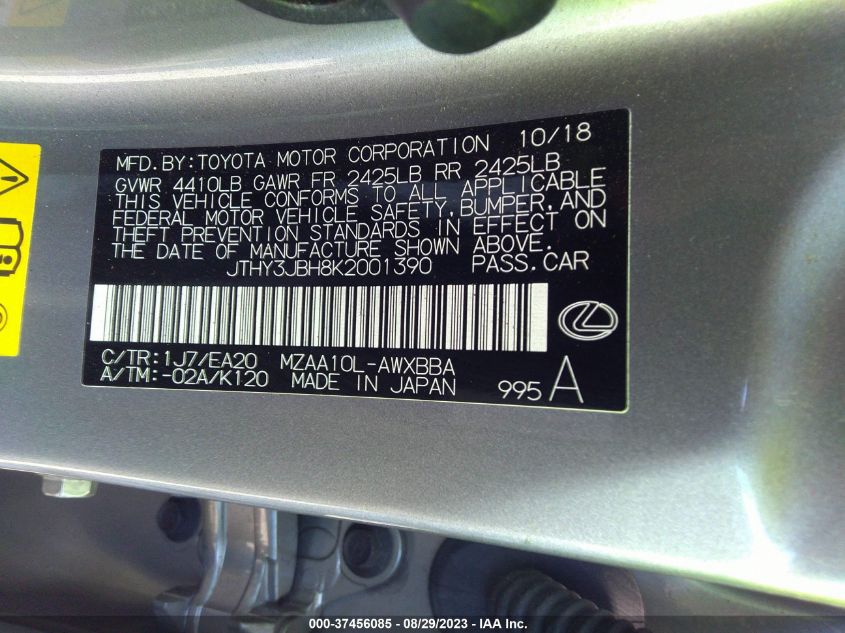 MFD.BY:TOYOTA MOTOR CORPORATION 10/18
GVWR 4410LB GAWR FR 2425LB RR 2425LB
THIS VEHICLE CONFORMS TO ALL APPLICABLE
FEDERAL MOTOR VEHICLE SAFETY,BUMPER,AND
THEFT PREVENTION STANDARDS IN EFFECT ON
THE DATE OF MANUFACTURE SHOWN ABOVE.
JTHY3JBH8K2001390 PASS.CAR
C/TR:1J7/EA20 MZAA10L-AWXBBA
A/TM:-02A/K120 MADE IN JAPAN 995 A
000-37456085 - 08/29/2023 - IAA Inc.